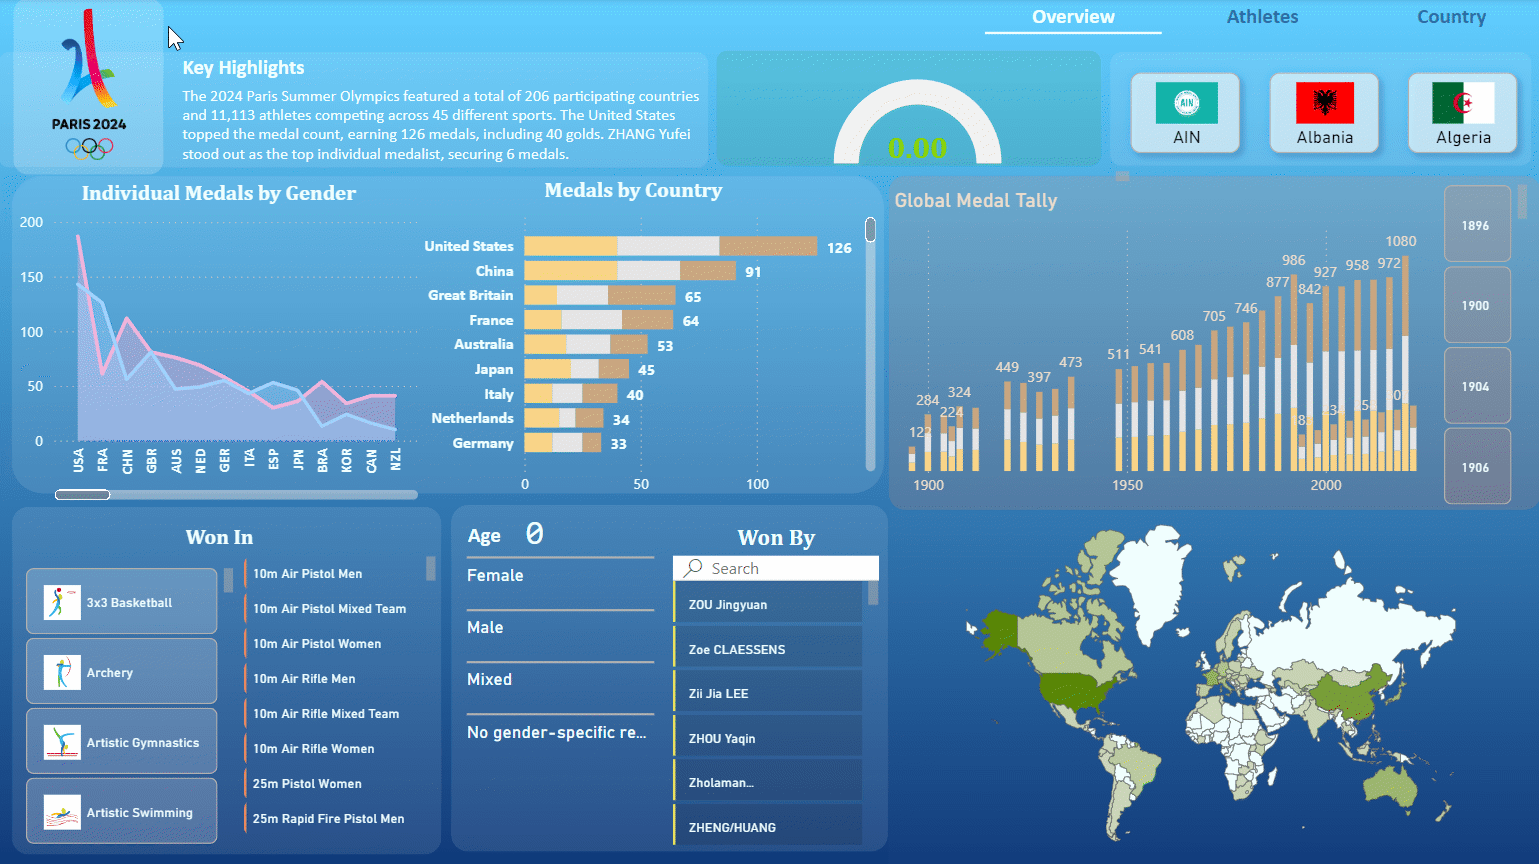 Overview
Athletes
Country
PARIS 2024
Key Highlights
The 2024 Paris Summer Olympics featured a total of 206 participating countries
and 11,113 athletes competing across 45 different sports. The United States
topped the medal count, earning 126 medals, including 40 golds. ZHANG Yufei
stood out as the top individual medalist, securing 6 medals.
0.00
AIN
AIN
Albania
Algeria
Individual Medals by Gender
200
150
100
50
0
USA
FRA
CHN
GBR
AUS
NED
GER
ITA
ESP
JPN
BRA
KOR
CAN
NZL
Medals by Country
United States 126
China 91
Great Britain 65
France 64
Australia 53
Japan 45
Italy 40
Netherlands 34
Germany 33
0 50 100
Global Medal Tally
284
224
324
449
397
473
511
541
608
705
746
877
986
842
927
958
972
1080
1900 1950 2000
1896
1900
1904
1906
Won In
3x3 Basketball
Archery
Artistic Gymnastics
Artistic Swimming
10m Air Pistol Men
10m Air Pistol Mixed Team
10m Air Pistol Women
10m Air Rifle Men
10m Air Rifle Mixed Team
10m Air Rifle Women
25m Pistol Women
25m Rapid Fire Pistol Men
Age 0
Female
Male
Mixed
No gender-specific re...
Won By
Search
ZOU Jingyuan
Zoe CLAESSENS
Zii Jia LEE
ZHOU Yaqin
Zholaman...
ZHENG/HUANG